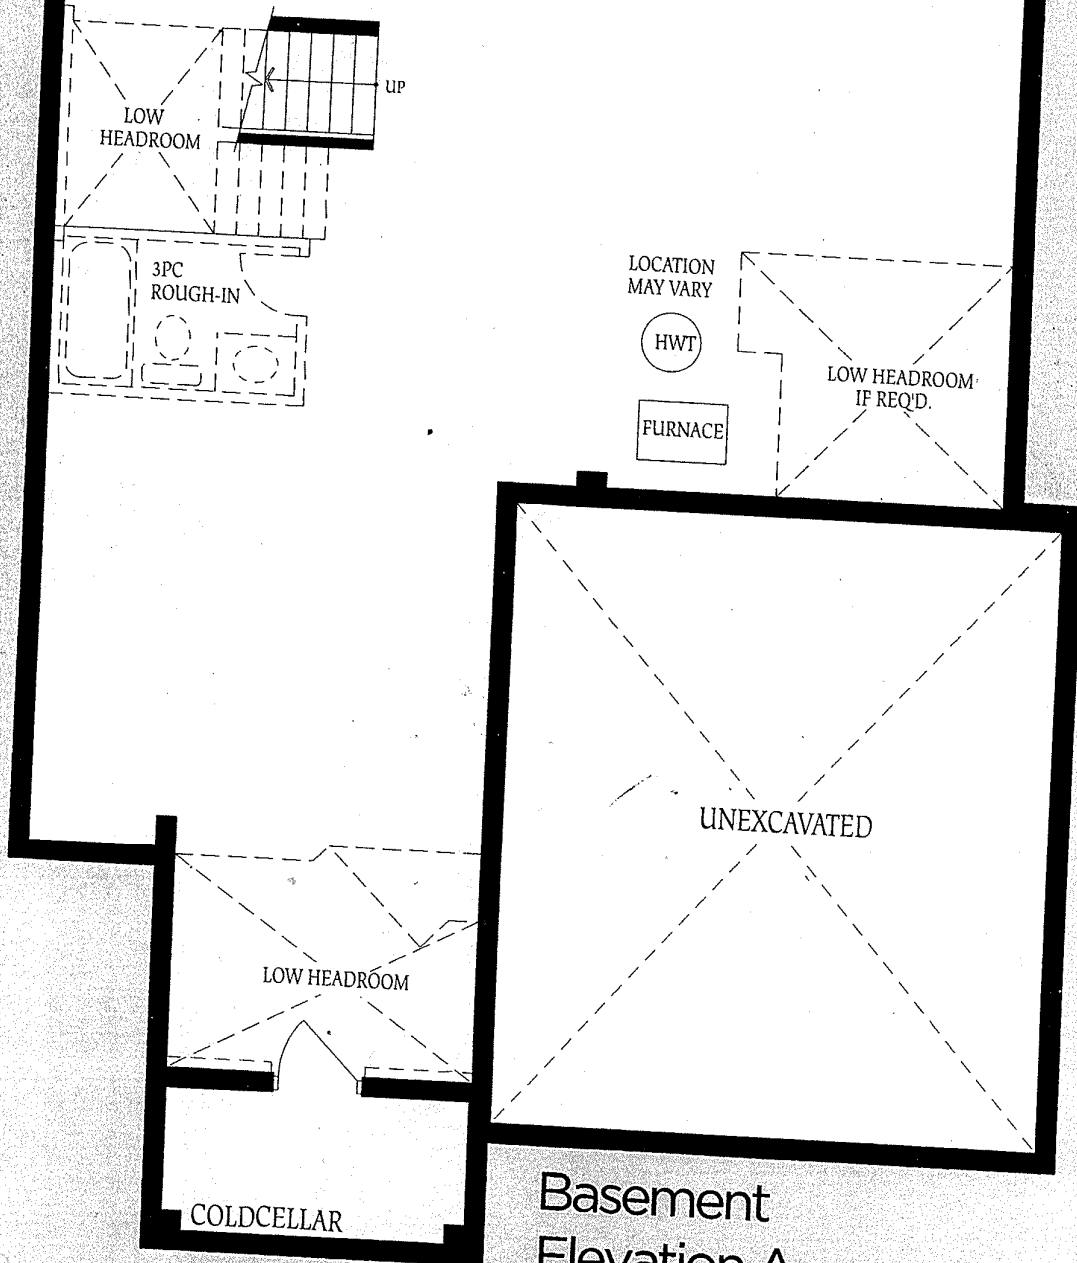 UP
LOW
HEADROOM
3PC
ROUGH-IN
LOCATION
MAY VARY
HWT
LOW HEADROOM
IF REQ'D.
FURNACE
UNEXCAVATED
LOW HEADROOM
COLDCELLAR
Basement
Elevation A